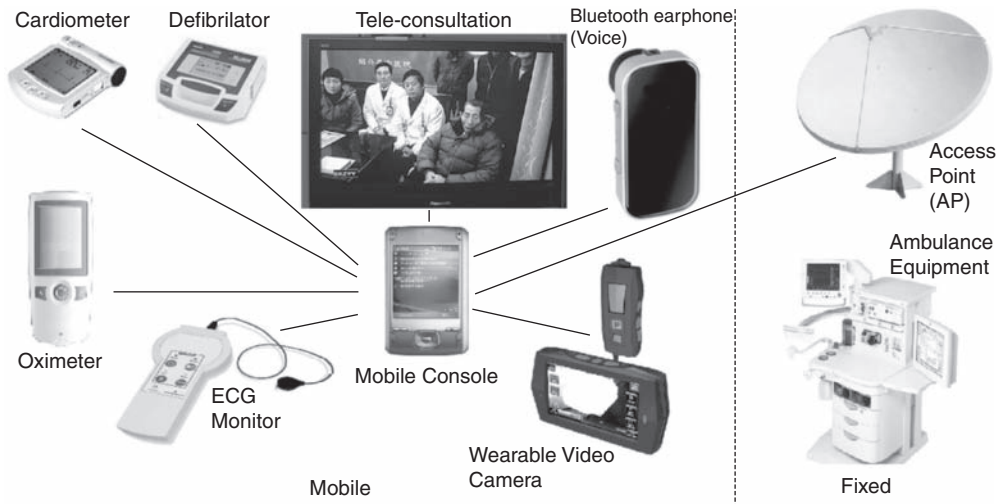 Cardiometer
Defibrilator
Tele-consultation
Bluetooth earphone
(Voice)
Access
Point
(AP)
Ambulance
Equipment
Oximeter
ECG
Monitor
Mobile Console
Wearable Video
Camera
Mobile
Fixed